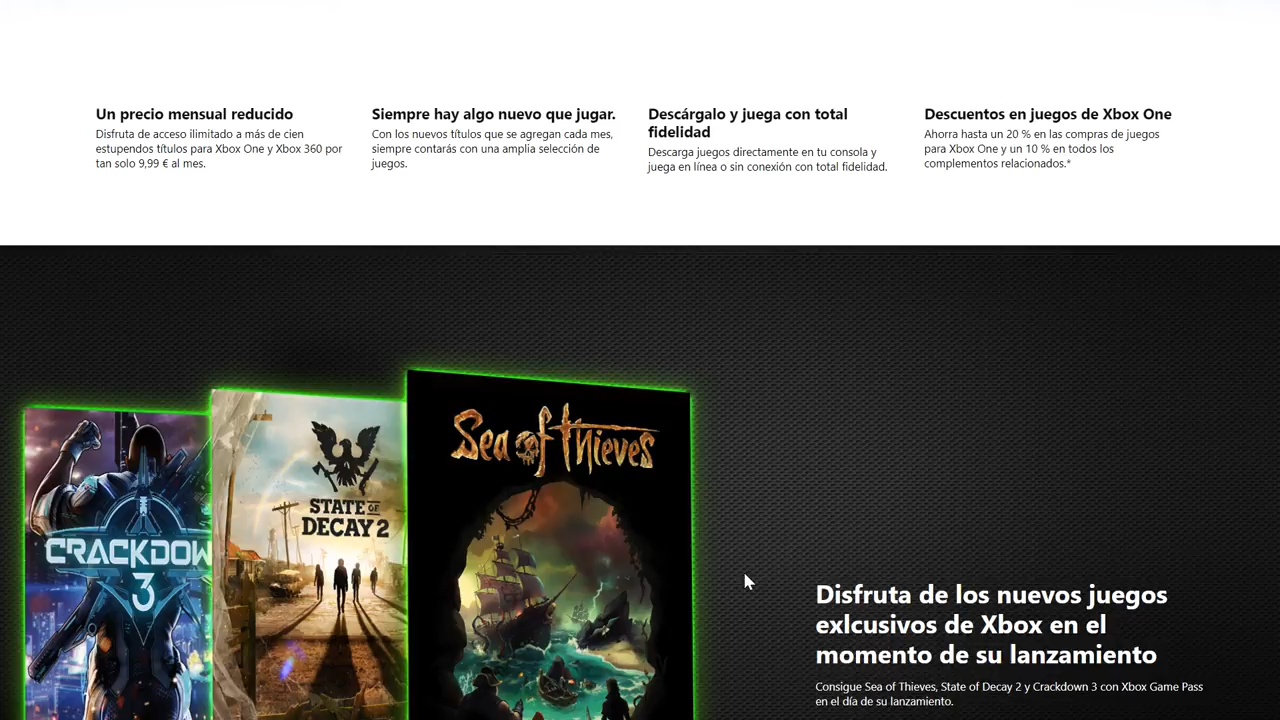 Un precio mensual reducido
Disfruta de acceso ilimitado a más de cien
estupendos títulos para Xbox One y Xbox 360 por
tan solo 9,99 € al mes.
Siempre hay algo nuevo que jugar.
Con los nuevos títulos que se agregan cada mes,
siempre contarás con una amplia selección de
juegos.
Descárgalo y juega con total
fidelidad
Descarga juegos directamente en tu consola y
juega en línea o sin conexión con total fidelidad.
Descuentos en juegos de Xbox One
Ahorra hasta un 20 % en las compras de juegos
para Xbox One y un 10 % en todos los
complementos relacionados.*
CRACKDOW
3
STATE OF
DECAY 2
Sea of Thieves
Disfruta de los nuevos juegos
exlcusivos de Xbox en el
momento de su lanzamiento
Consigue Sea of Thieves, State of Decay 2 y Crackdown 3 con Xbox Game Pass
en el día de su lanzamiento.